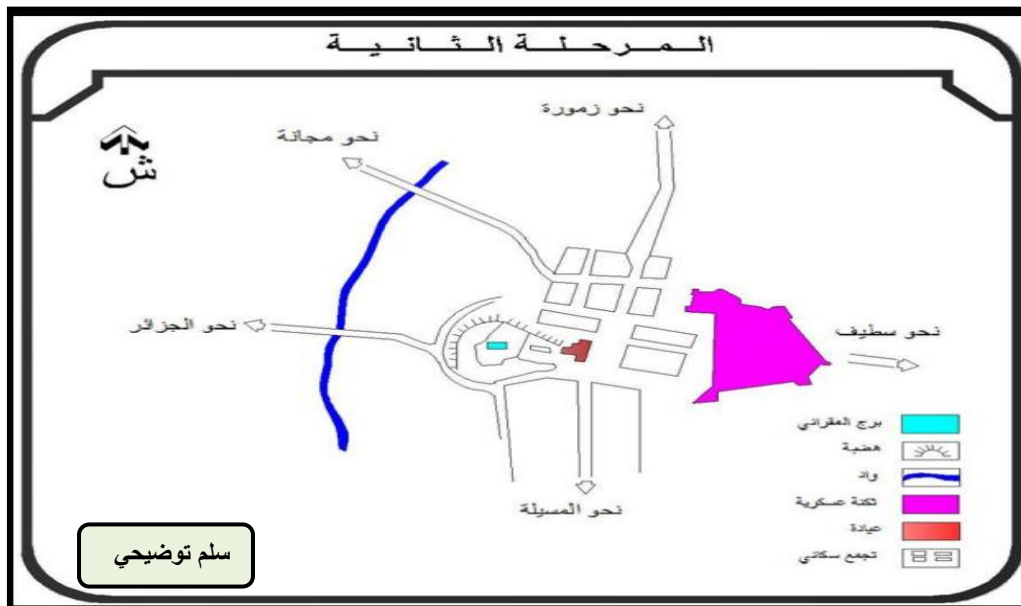 الـمـرحـلـة الـثـانـيـة
نحو زمورة
نحو مجانة
ش
نحو الجزائر
نحو سطيف
نحو المسيلة
برج المقراني
هضبة
واد
ثكنة عسكرية
عيادة
تجمع سكاني
سلم توضيحي